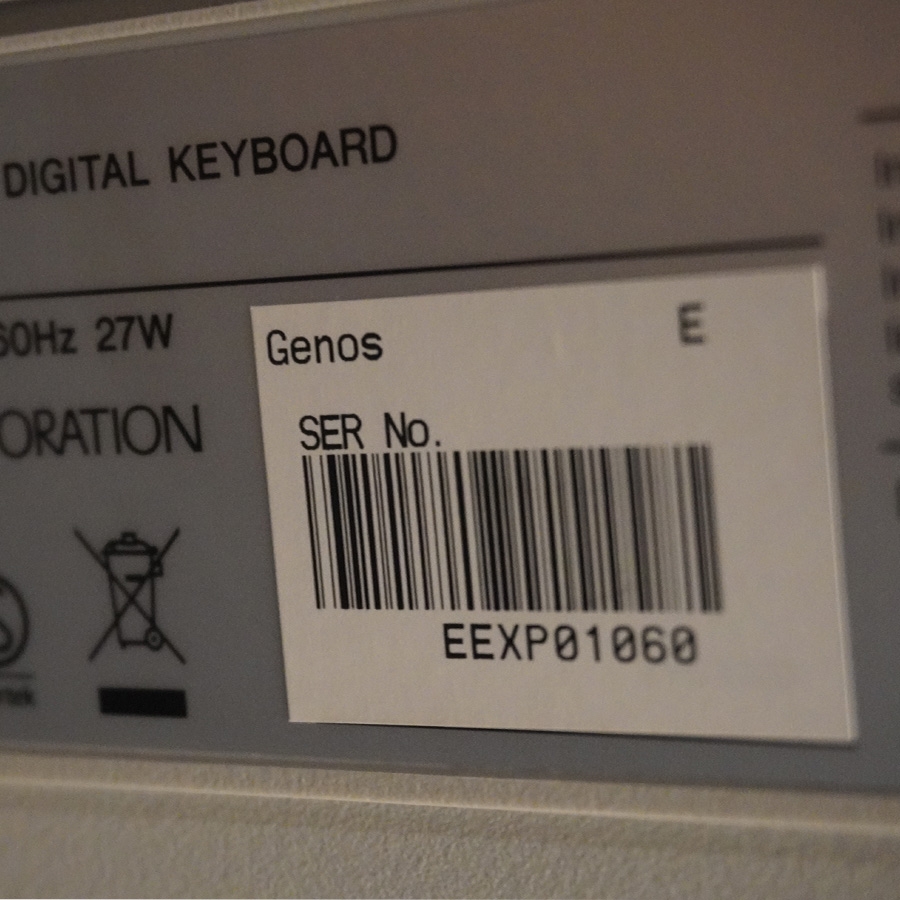 DIGITAL KEYBOARD
60Hz 27W
Genos E
ORATION
SER No.
EEXP01060